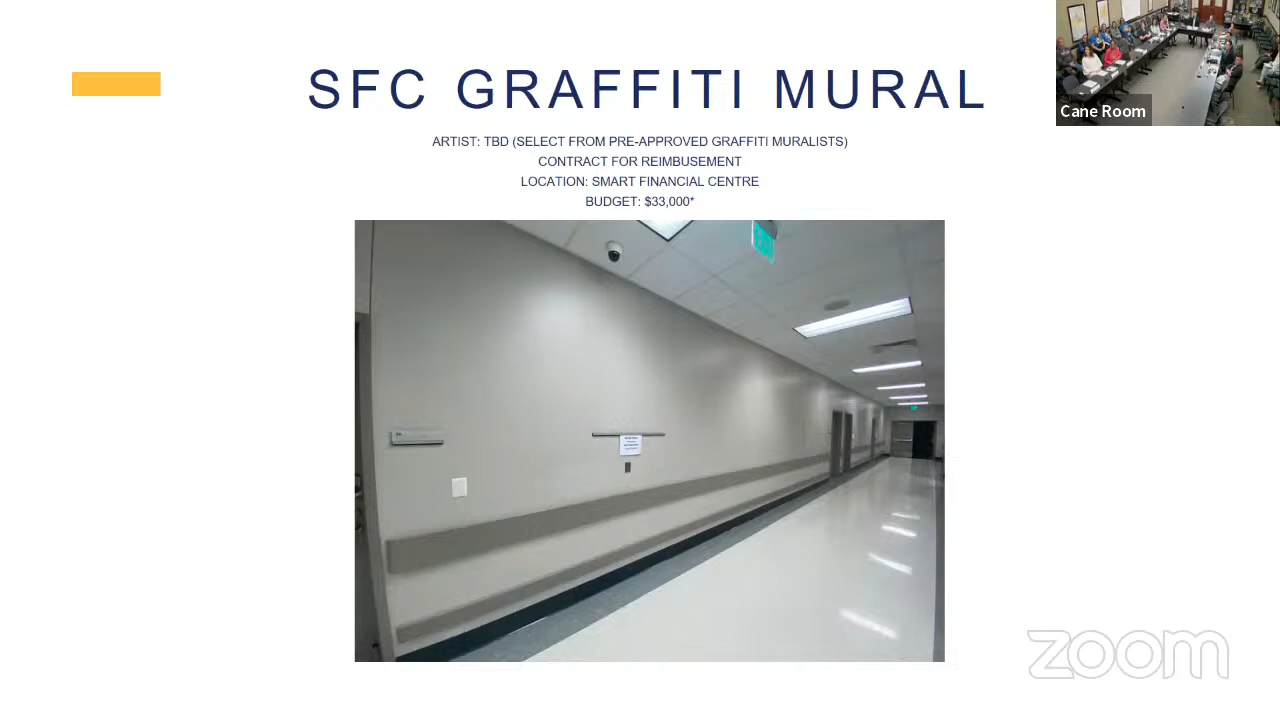 SFC GRAFFITI MURAL
ARTIST: TBD (SELECT FROM PRE-APPROVED GRAFFITI MURALISTS)
CONTRACT FOR REIMBUSEMENT
LOCATION: SMART FINANCIAL CENTRE
BUDGET: $33,000*
Cane Room
zoom